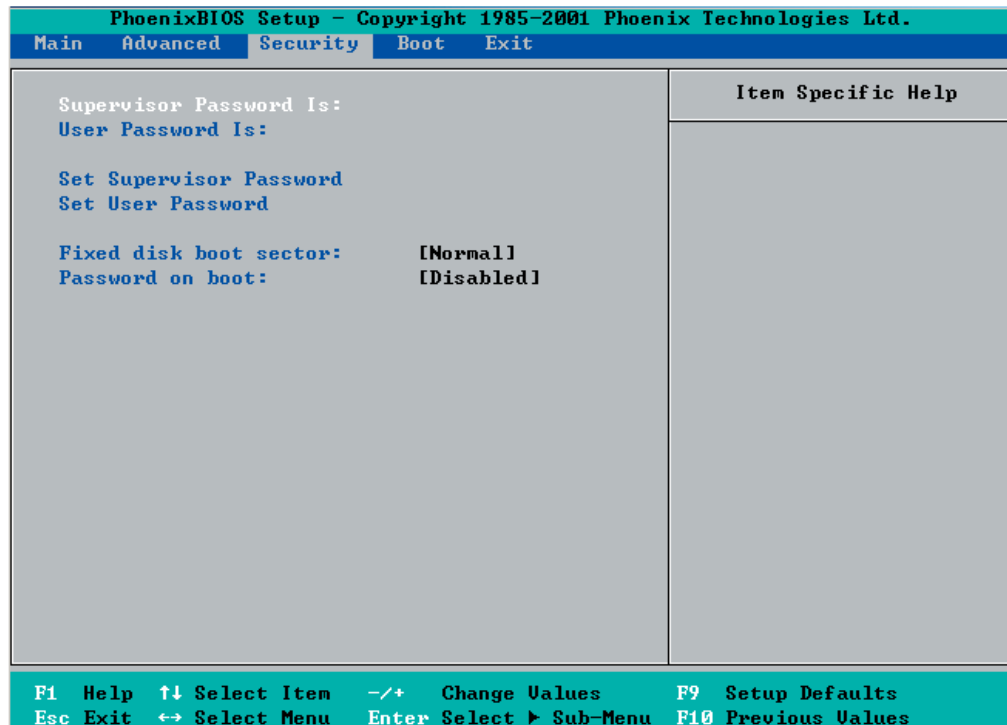 PhoenixBIOS Setup - Copyright 1985-2001 Phoenix Technologies Ltd.
Main Advanced Security Boot Exit
Supervisor Password Is:
User Password Is:
Set Supervisor Password
Set User Password
Fixed disk boot sector: [Normal]
Password on boot: [Disabled]
Item Specific Help
F1 Help ↑↓ Select Item -/+ Change Values F9 Setup Defaults
Esc Exit ↔ Select Menu Enter Select ▶ Sub-Menu F10 Previous Values